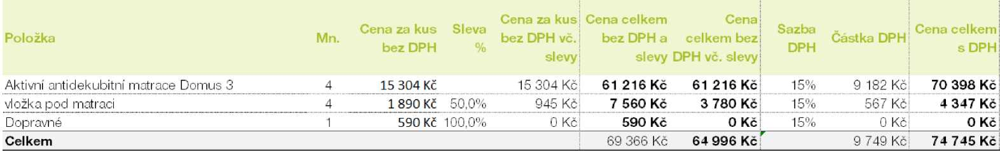 Položka Mn. Cena za kus bez DPH Sleva % Cena za kus bez DPH vč. slevy Cena celkem bez DPH a slevy Cena celkem bez DPH vč. slevy Sazba DPH Částka DPH Cena celkem s DPH
Aktivní antidekubitní matrace Domus 3 4 15 304 Kč 15 304 Kč 61 216 Kč 61 216 Kč 15% 9 182 Kč 70 398 Kč
vložka pod matraci 4 1 890 Kč 50,0% 945 Kč 7 560 Kč 3 780 Kč 15% 567 Kč 4 347 Kč
Dopravné 1 590 Kč 100,0% 0 Kč 590 Kč 0 Kč 15% 0 Kč 0 Kč
Celkem 69 366 Kč 64 996 Kč 9 749 Kč 74 745 Kč